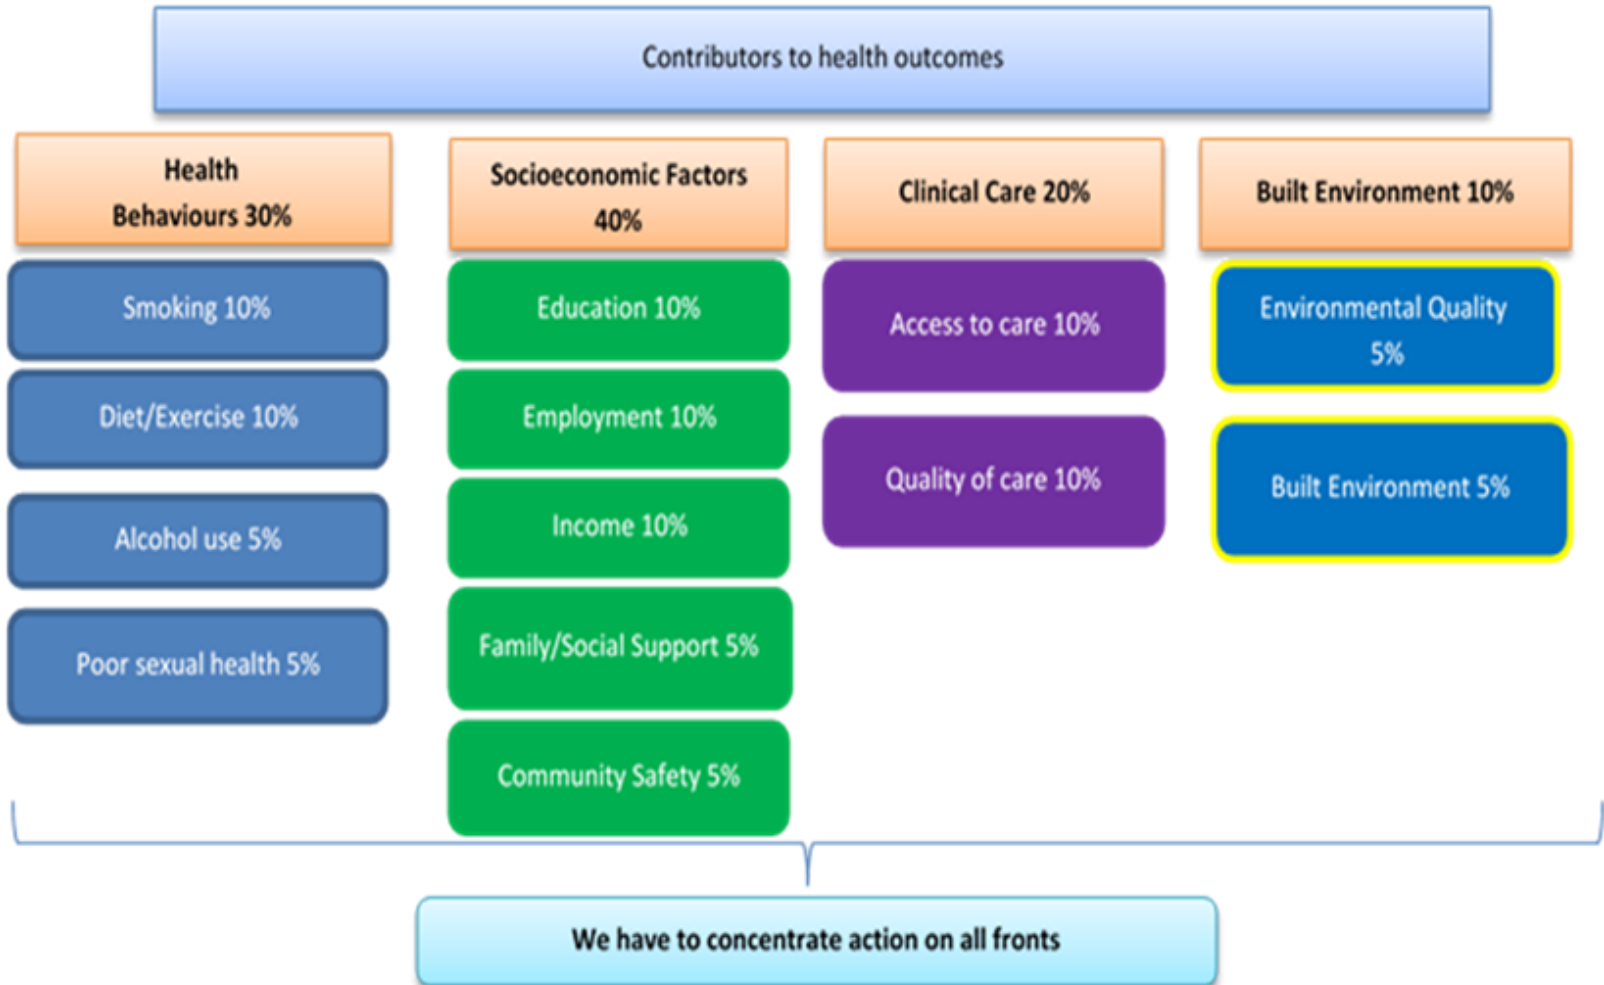 Contributors to health outcomes
Health
Behaviours 30%
Smoking 10%
Diet/Exercise 10%
Alcohol use 5%
Poor sexual health 5%
Socioeconomic Factors
40%
Education 10%
Employment 10%
Income 10%
Family/Social Support 5%
Community Safety 5%
Clinical Care 20%
Access to care 10%
Quality of care 10%
Built Environment 10%
Environmental Quality
5%
Built Environment 5%
We have to concentrate action on all fronts